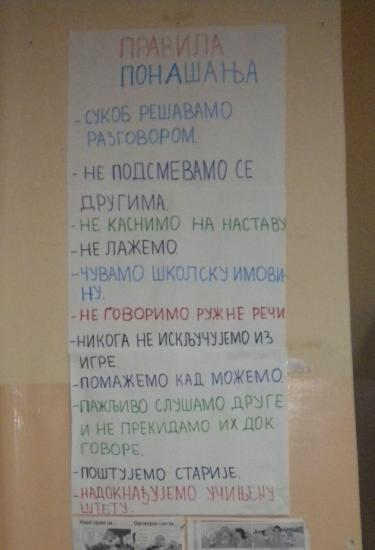 ПРАВИЛА
ПОНАШАЊА
- СУКОБ РЕШАВАМО
РАЗГОВОРОМ.
- НЕ ПОДСМЕВАМО СЕ
ДРУГИМА.
- НЕ КАСНИМО НА НАСТАВУ
- НЕ ЛАЖЕМО.
- ЧУВАМО ШКОЛСКУ ИМОВИ-
НУ.
- НЕ ГОВОРИМО РУЖНЕ РЕЧИ
- НИКОГА НЕ ИСКЉУЧУЈЕМО ИЗ
ИГРЕ.
- ПОМАЖЕМО КАД МОЖЕМО.
- ПАЖЉИВО СЛУШАМО ДРУГЕ
И НЕ ПРЕКИДАМО ИХ ДОК
ГОВОРЕ.
- ПОШТУЈЕМО СТАРИЈЕ.
- НАДОКНАЂУЈЕМО УЧИЊЕНУ
ШТЕТУ.